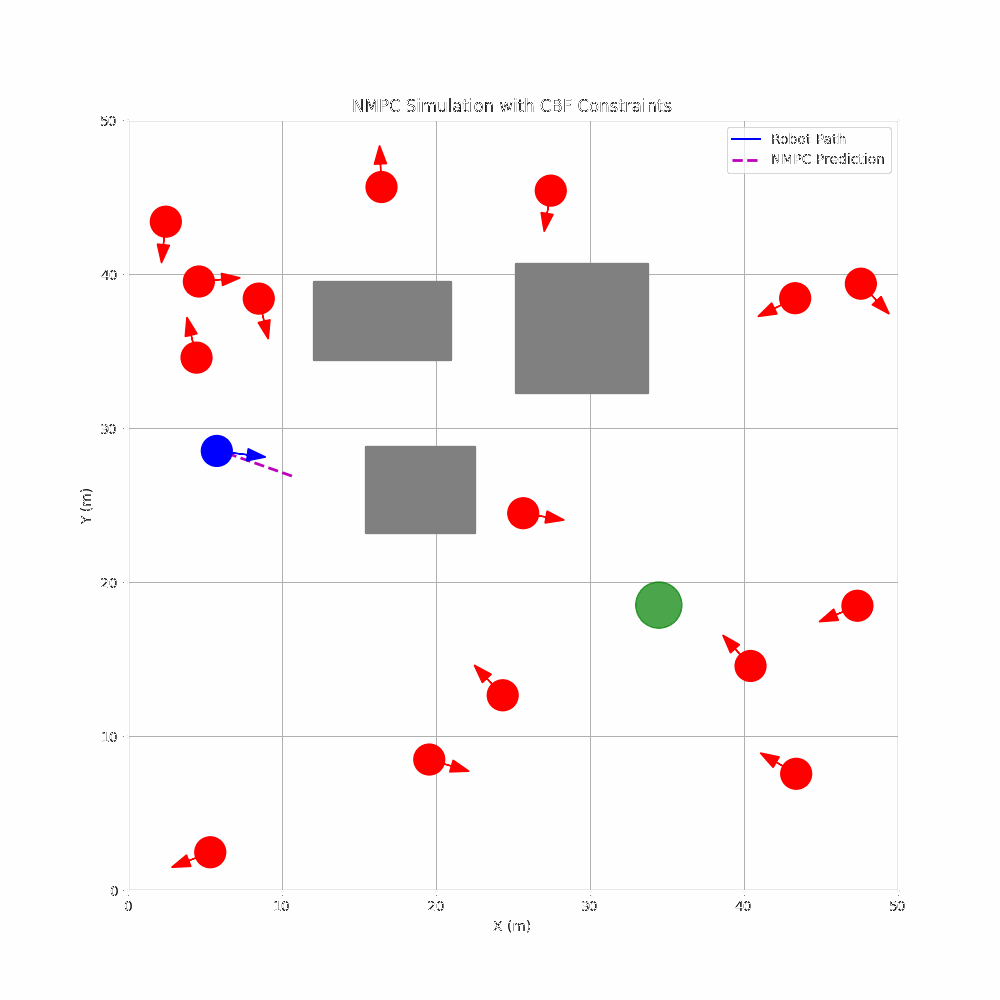 NMPC Simulation with CBF Constraints
Robot Path
NMPC Prediction
50
40
30
20
10
0
Y (m)
0 10 20 30 40 50
X (m)